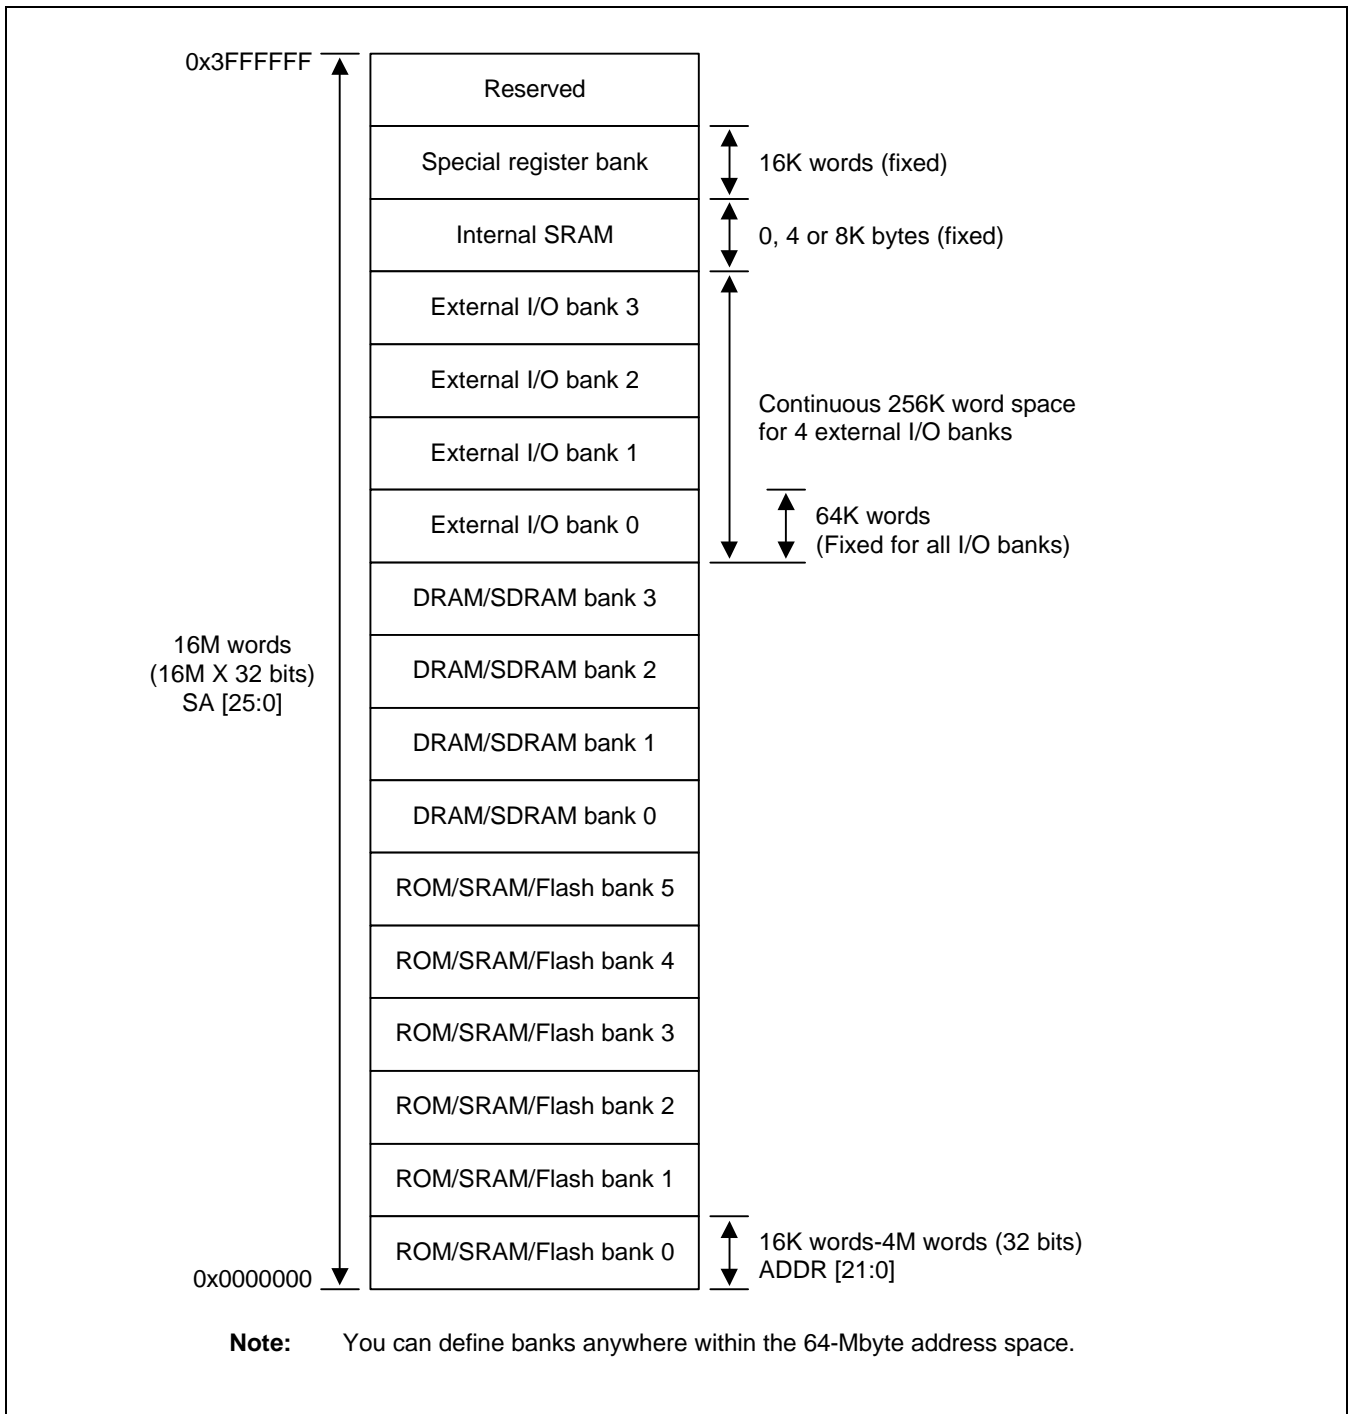 0x3FFFFFF
Reserved
Special register bank
16K words (fixed)
Internal SRAM
0, 4 or 8K bytes (fixed)
External I/O bank 3
External I/O bank 2
Continuous 256K word space
for 4 external I/O banks
External I/O bank 1
External I/O bank 0
64K words
(Fixed for all I/O banks)
DRAM/SDRAM bank 3
16M words
(16M X 32 bits)
SA [25:0]
DRAM/SDRAM bank 2
DRAM/SDRAM bank 1
DRAM/SDRAM bank 0
ROM/SRAM/Flash bank 5
ROM/SRAM/Flash bank 4
ROM/SRAM/Flash bank 3
ROM/SRAM/Flash bank 2
ROM/SRAM/Flash bank 1
ROM/SRAM/Flash bank 0
16K words-4M words (32 bits)
ADDR [21:0]
0x0000000
Note: You can define banks anywhere within the 64-Mbyte address space.